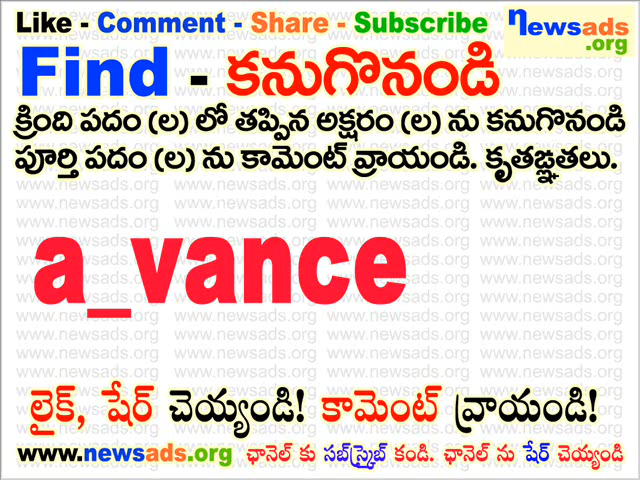 Like - Comment - Share - Subscribe
newsads
.org
Find - కనుగొనండి
క్రింది పదం (ల) లో తప్పిన అక్షరం (ల) ను కనుగొనండి
పూర్తి పదం (ల) ను కామెంట్ వ్రాయండి. కృతజ్ఞతలు.
a_vance
లైక్, షేర్ చెయ్యండి! కామెంట్ వ్రాయండి!
www.newsads.org ఛానెల్ కు సబ్‌స్క్రైబ్ కండి. ఛానెల్ ను షేర్ చెయ్యండి